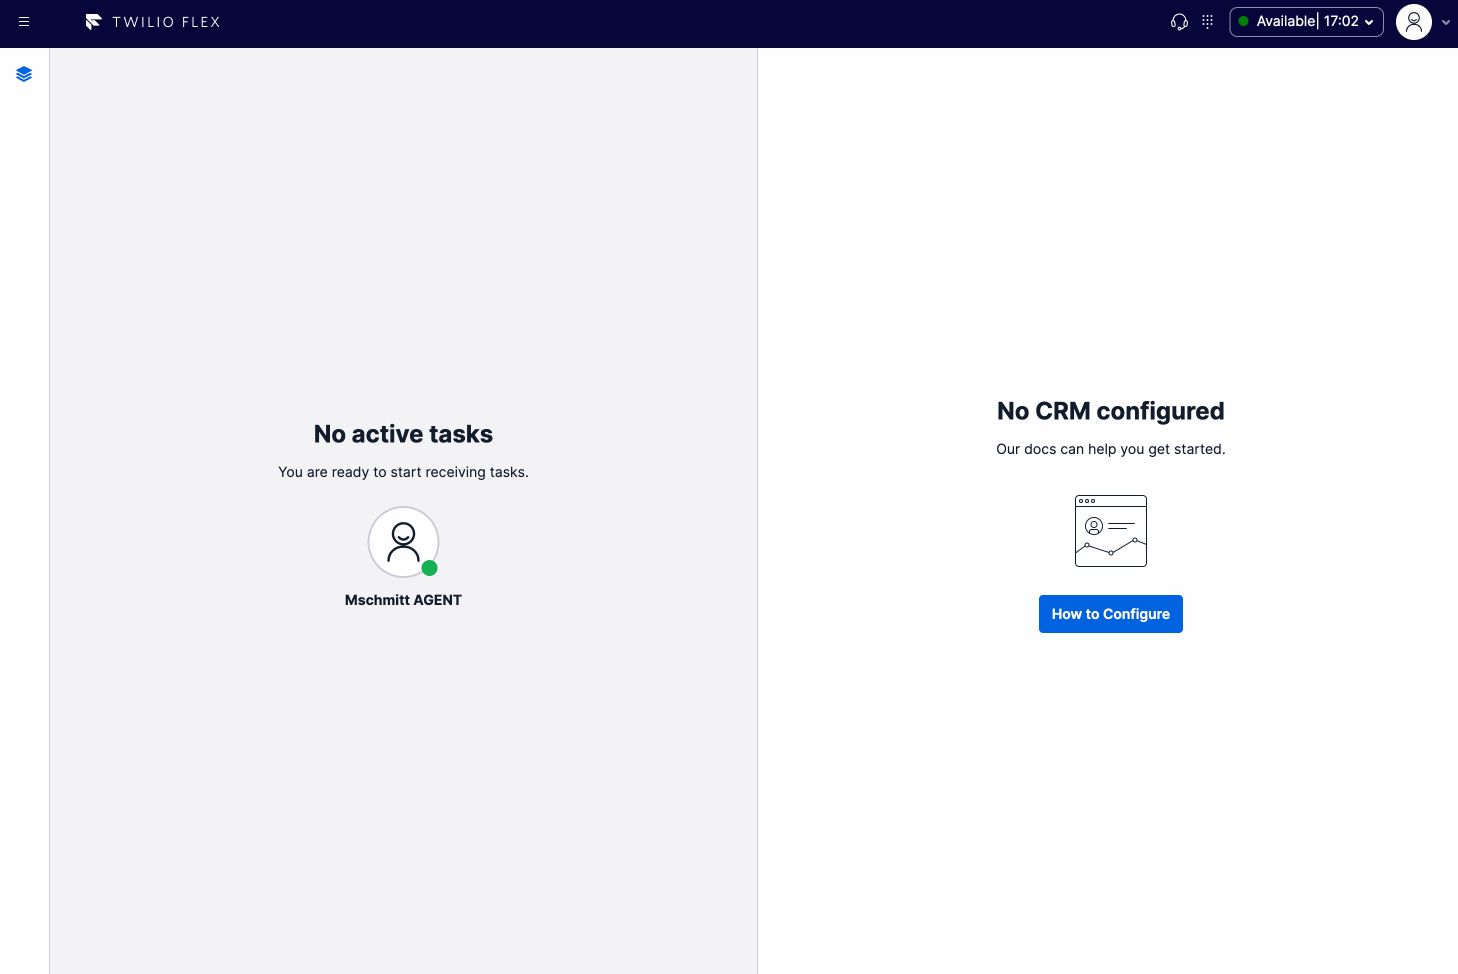 TWILIO FLEX
Available| 17:02
No active tasks
You are ready to start receiving tasks.
Mschmitt AGENT
No CRM configured
Our docs can help you get started.
How to Configure